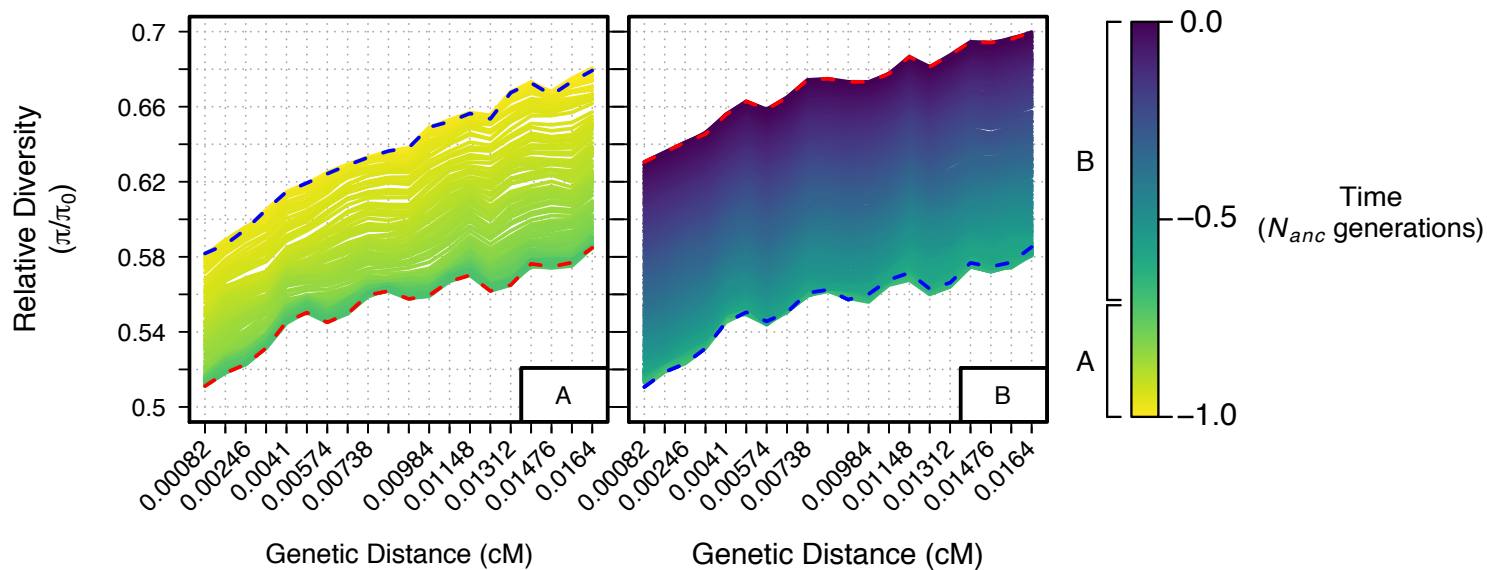 Relative Diversity
(π/π0)
0.7
0.66
0.62
0.58
0.54
0.5
A
B
0.00082
0.00246
0.0041
0.00574
0.00738
0.00984
0.01148
0.01312
0.01476
0.0164
0.00082
0.00246
0.0041
0.00574
0.00738
0.00984
0.01148
0.01312
0.01476
0.0164
Genetic Distance (cM)
Genetic Distance (cM)
B
A
0.0
−0.5
−1.0
Time
(Nanc generations)